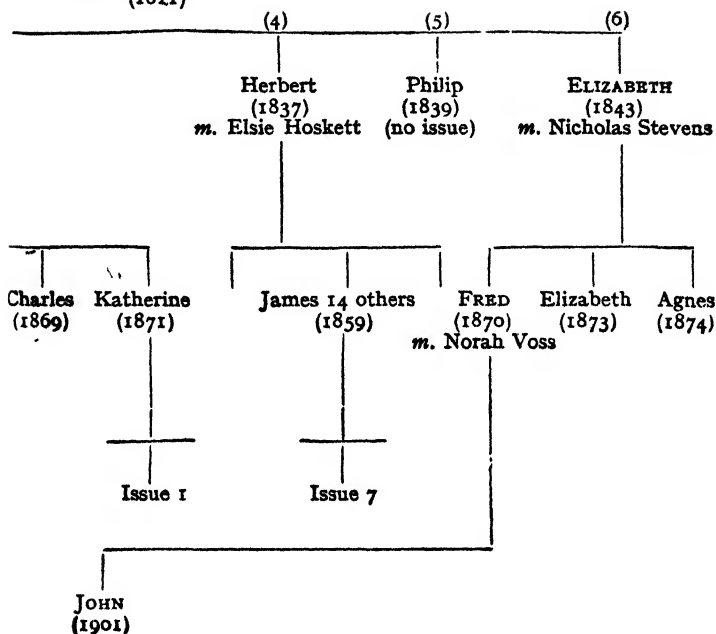 (1821)
(4) (5) (6)
Herbert Philip ELIZABETH
(1837) (1839) (1843)
m. Elsie Hoskett (no issue) m. Nicholas Stevens
Charles Katherine James 14 others FRED Elizabeth Agnes
(1869) (1871) (1859) (1870) (1873) (1874)
m. Norah Voss
Issue 1 Issue 7
JOHN
(1901)